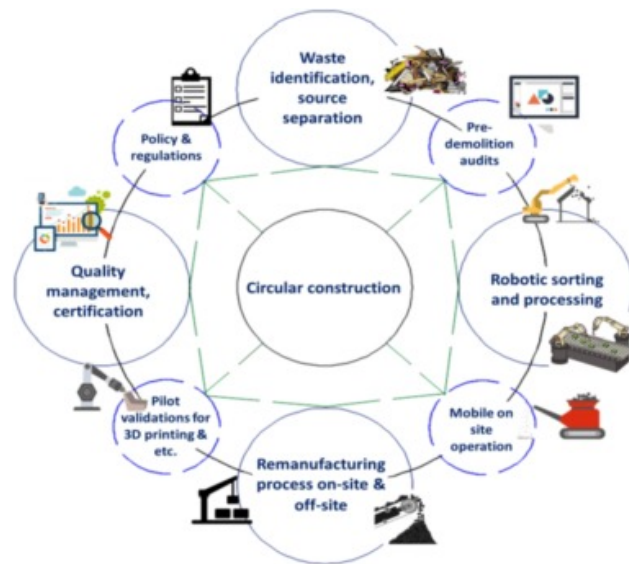 Waste
identification,
source
separation
Policy &
regulations
Pre-
demolition
audits
Quality
management,
certification
Circular construction
Robotic sorting
and processing
Pilot
validations for
3D printing &
etc.
Mobile on
site
operation
Remanufacturing
process on-site &
off-site